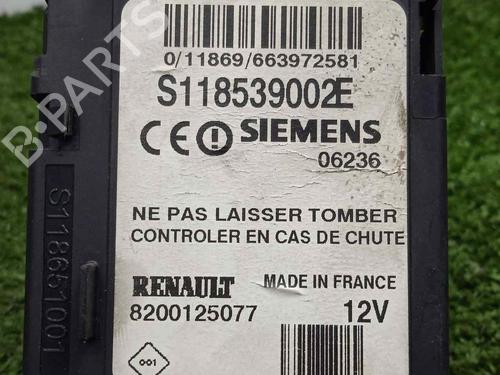 0/11869/663972581
S118539002E
CE SIEMENS
06236
NE PAS LAISSER TOMBER
CONTROLER EN CAS DE CHUTE
RENAULT MADE IN FRANCE
8200125077 12V
001
S118651001
B-PARTS